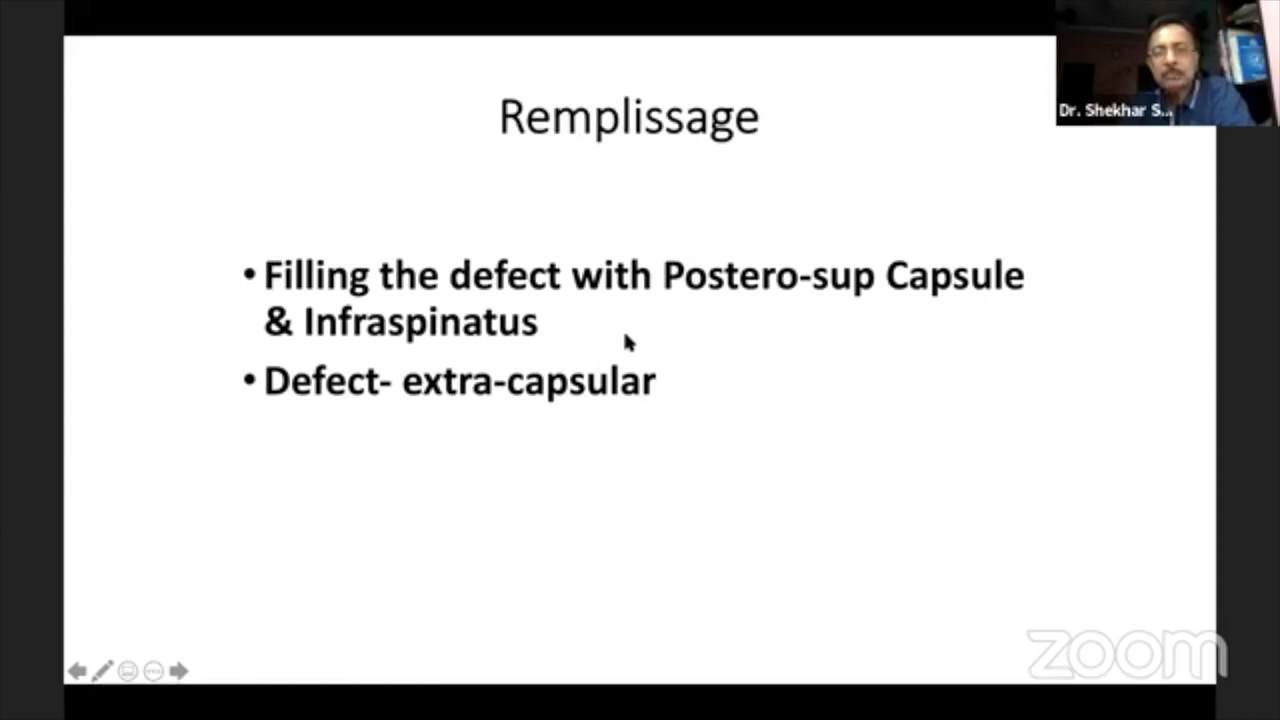 Remplissage
Dr. Shekhar S...
• Filling the defect with Postero-sup Capsule
& Infraspinatus
• Defect- extra-capsular
zoom